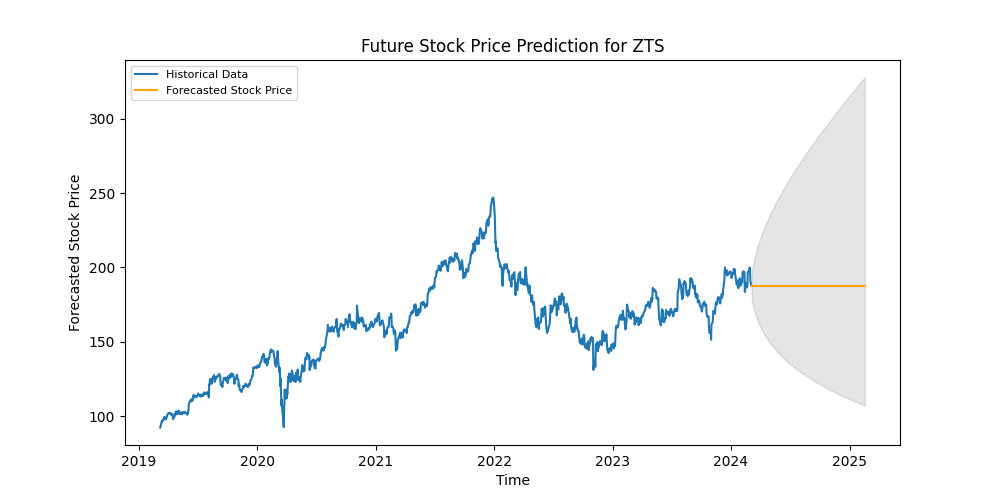 Future Stock Price Prediction for ZTS
Historical Data
Forecasted Stock Price
Forecasted Stock Price
300
250
200
150
100
2019
2020
2021
2022
2023
2024
2025
Time